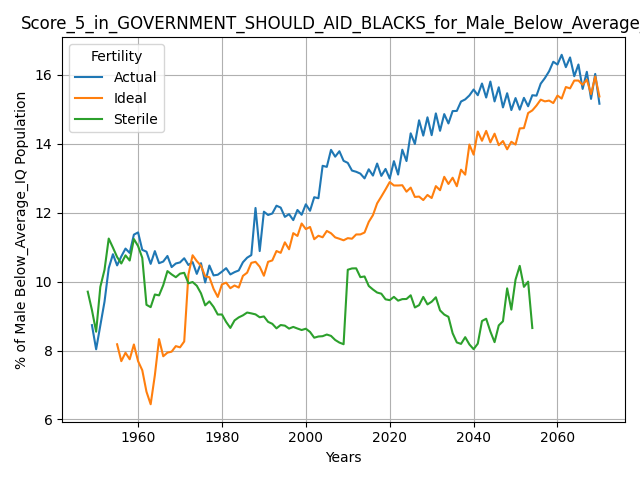 Score_5_in_GOVERNMENT_SHOULD_AID_BLACKS_for_Male_Below_Average_
Fertility
Actual
Ideal
Sterile
% of Male Below_Average_IQ Population
16
14
12
10
8
6
1960 1980 2000 2020 2040 2060
Years